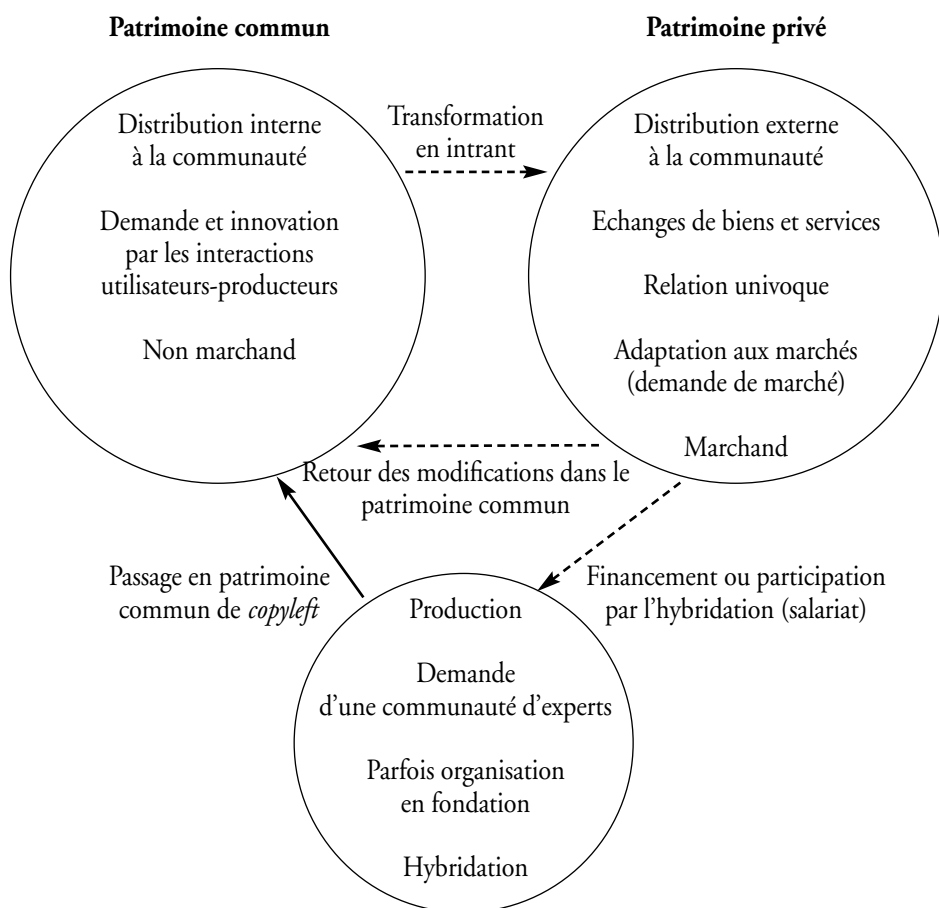 Patrimoine commun
Patrimoine privé
Distribution interne
à la communauté
Demande et innovation
par les interactions
utilisateurs-producteurs
Non marchand
Transformation
en intrant
Distribution externe
à la communauté
Echanges de biens et services
Relation univoque
Adaptation aux marchés
(demande de marché)
Marchand
Retour des modifications dans le
patrimoine commun
Passage en patrimoine
commun de copyleft
Financement ou participation
par l’hybridation (salariat)
Production
Demande
d’une communauté d’experts
Parfois organisation
en fondation
Hybridation